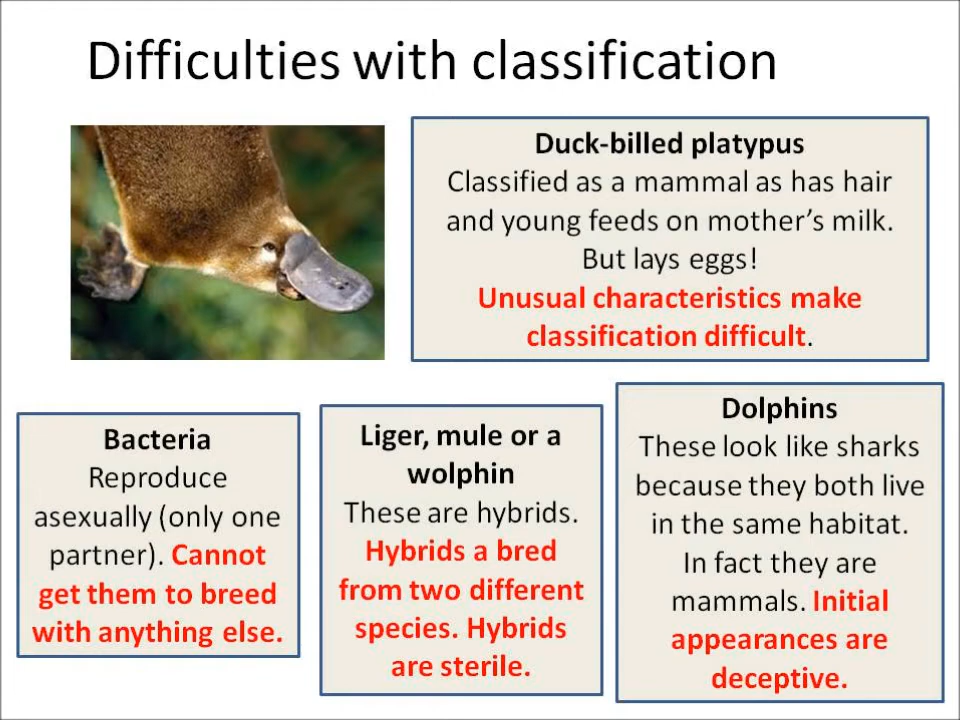 Difficulties with classification
Duck-billed platypus
Classified as a mammal as has hair
and young feeds on mother’s milk.
But lays eggs!
Unusual characteristics make
classification difficult.
Bacteria
Reproduce
asexually (only one
partner). Cannot
get them to breed
with anything else.
Liger, mule or a
wolphin
These are hybrids.
Hybrids a bred
from two different
species. Hybrids
are sterile.
Dolphins
These look like sharks
because they both live
in the same habitat.
In fact they are
mammals. Initial
appearances are
deceptive.